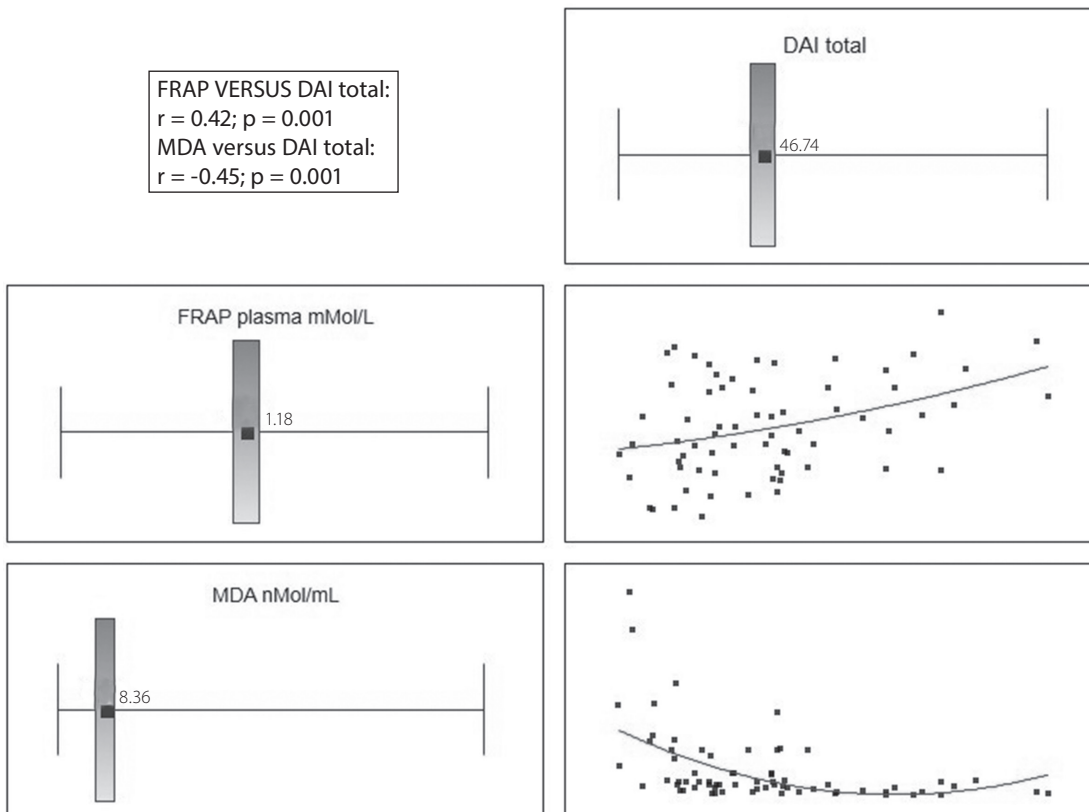 FRAP VERSUS DAI total:
r = 0.42; p = 0.001
MDA versus DAI total:
r = -0.45; p = 0.001
DAI total
46.74
FRAP plasma mMol/L
1.18
MDA nMol/mL
8.36